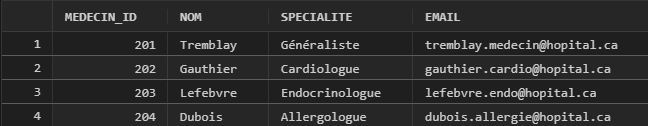 MEDECIN_ID NOM SPECIALITE EMAIL
1 201 Tremblay Généraliste tremblay.medecin@hopital.ca
2 202 Gauthier Cardiologue gauthier.cardio@hopital.ca
3 203 Lefebvre Endocrinologue lefebvre.endo@hopital.ca
4 204 Dubois Allergologue dubois.allergie@hopital.ca